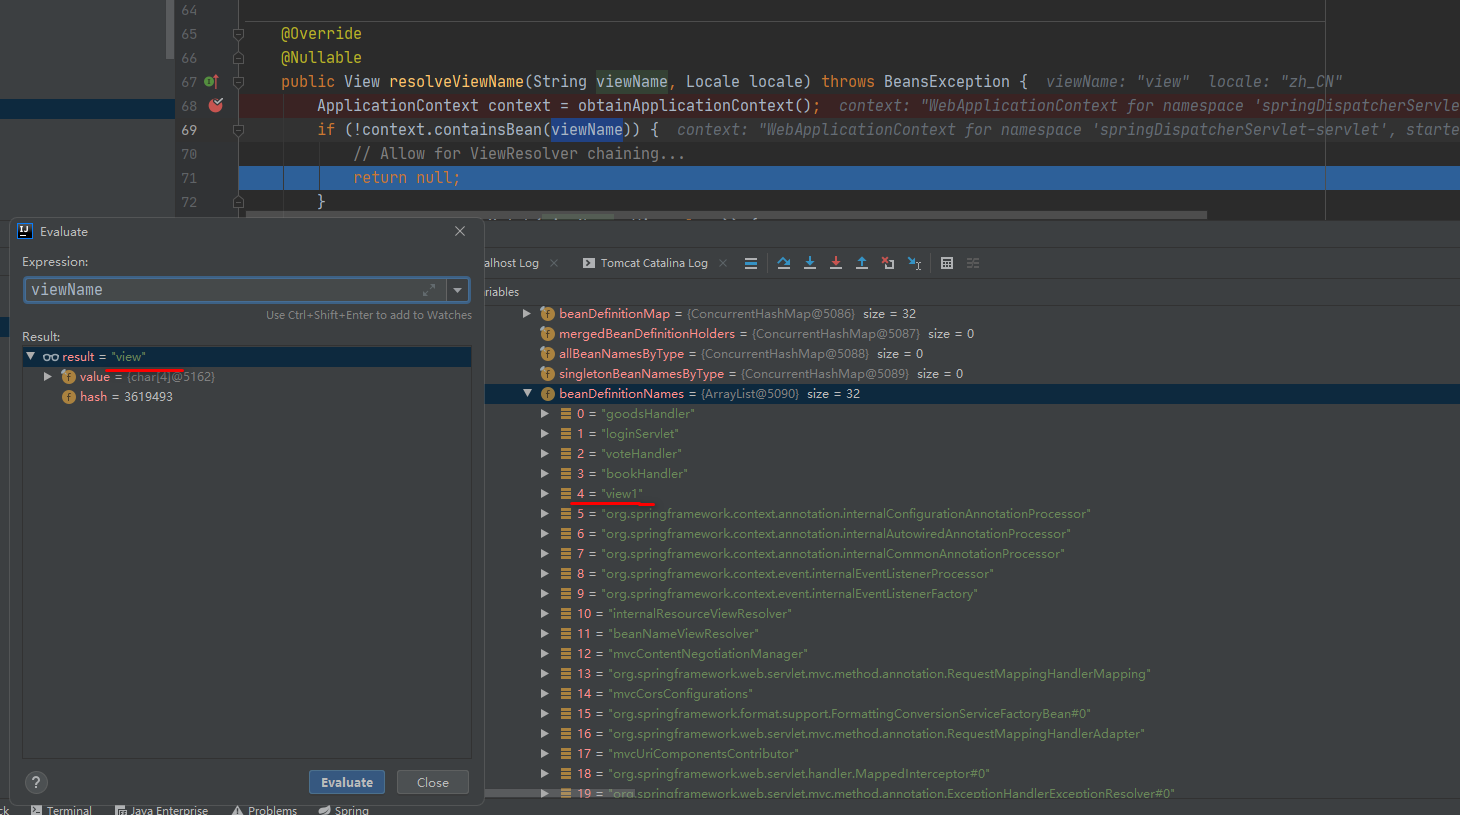 64
65 @Override
66 @Nullable
67 public View resolveViewName(String viewName, Locale locale) throws BeansException { viewName: "view" locale: "zh_CN"
68 ApplicationContext context = obtainApplicationContext(); context: "WebApplicationContext for namespace 'springDispatcherServle
69 if (!context.containsBean(viewName)) { context: "WebApplicationContext for namespace 'springDispatcherServlet-servlet', starte
70 // Allow for ViewResolver chaining...
71 return null;
72 }
Evaluate
Expression:
viewName
Use Ctrl+Shift+Enter to add to Watches
Result:
result = "view"
value = {char[4]@5162}
hash = 3619493
?
Evaluate
Close
alhost Log
Tomcat Catalina Log
riables
beanDefinitionMap = {ConcurrentHashMap@5086} size = 32
mergedBeanDefinitionHolders = {ConcurrentHashMap@5087} size = 0
allBeanNamesByType = {ConcurrentHashMap@5088} size = 0
singletonBeanNamesByType = {ConcurrentHashMap@5089} size = 0
beanDefinitionNames = {ArrayList@5090} size = 32
0 = "goodsHandler"
1 = "loginServlet"
2 = "voteHandler"
3 = "bookHandler"
4 = "view1"
5 = "org.springframework.context.annotation.internalConfigurationAnnotationProcessor"
6 = "org.springframework.context.annotation.internalAutowiredAnnotationProcessor"
7 = "org.springframework.context.annotation.internalCommonAnnotationProcessor"
8 = "org.springframework.context.event.internalEventListenerProcessor"
9 = "org.springframework.context.event.internalEventListenerFactory"
10 = "internalResourceViewResolver"
11 = "beanNameViewResolver"
12 = "mvcContentNegotiationManager"
13 = "org.springframework.web.servlet.mvc.method.annotation.RequestMappingHandlerMapping"
14 = "mvcCorsConfigurations"
15 = "org.springframework.format.support.FormattingConversionServiceFactoryBean#0"
16 = "org.springframework.web.servlet.mvc.method.annotation.RequestMappingHandlerAdapter"
17 = "mvcUriComponentsContributor"
18 = "org.springframework.web.servlet.handler.MappedInterceptor#0"
19 = "org.springframework.web.servlet.mvc.method.annotation.ExceptionHandlerExceptionResolver#0"
ck
Terminal
Java Enterprise
Problems
Spring